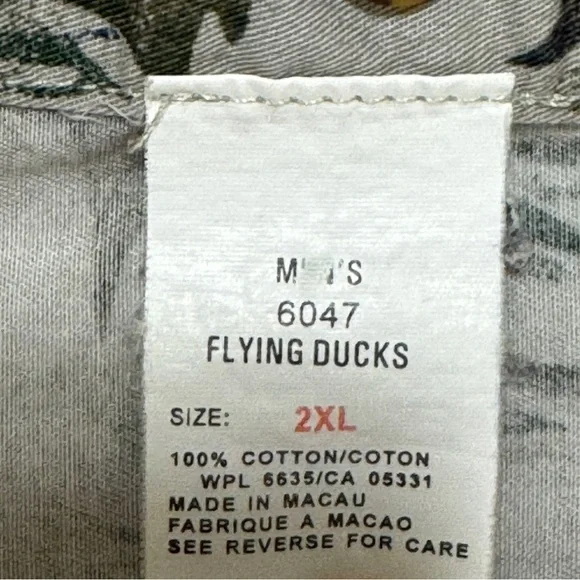 6047
FLYING DUCKS
SIZE: 2XL
100% COTTON/COTON
WPL 6635/CA 05331
MADE IN MACAU
FABRIQUE A MACAO
SEE REVERSE FOR CARE